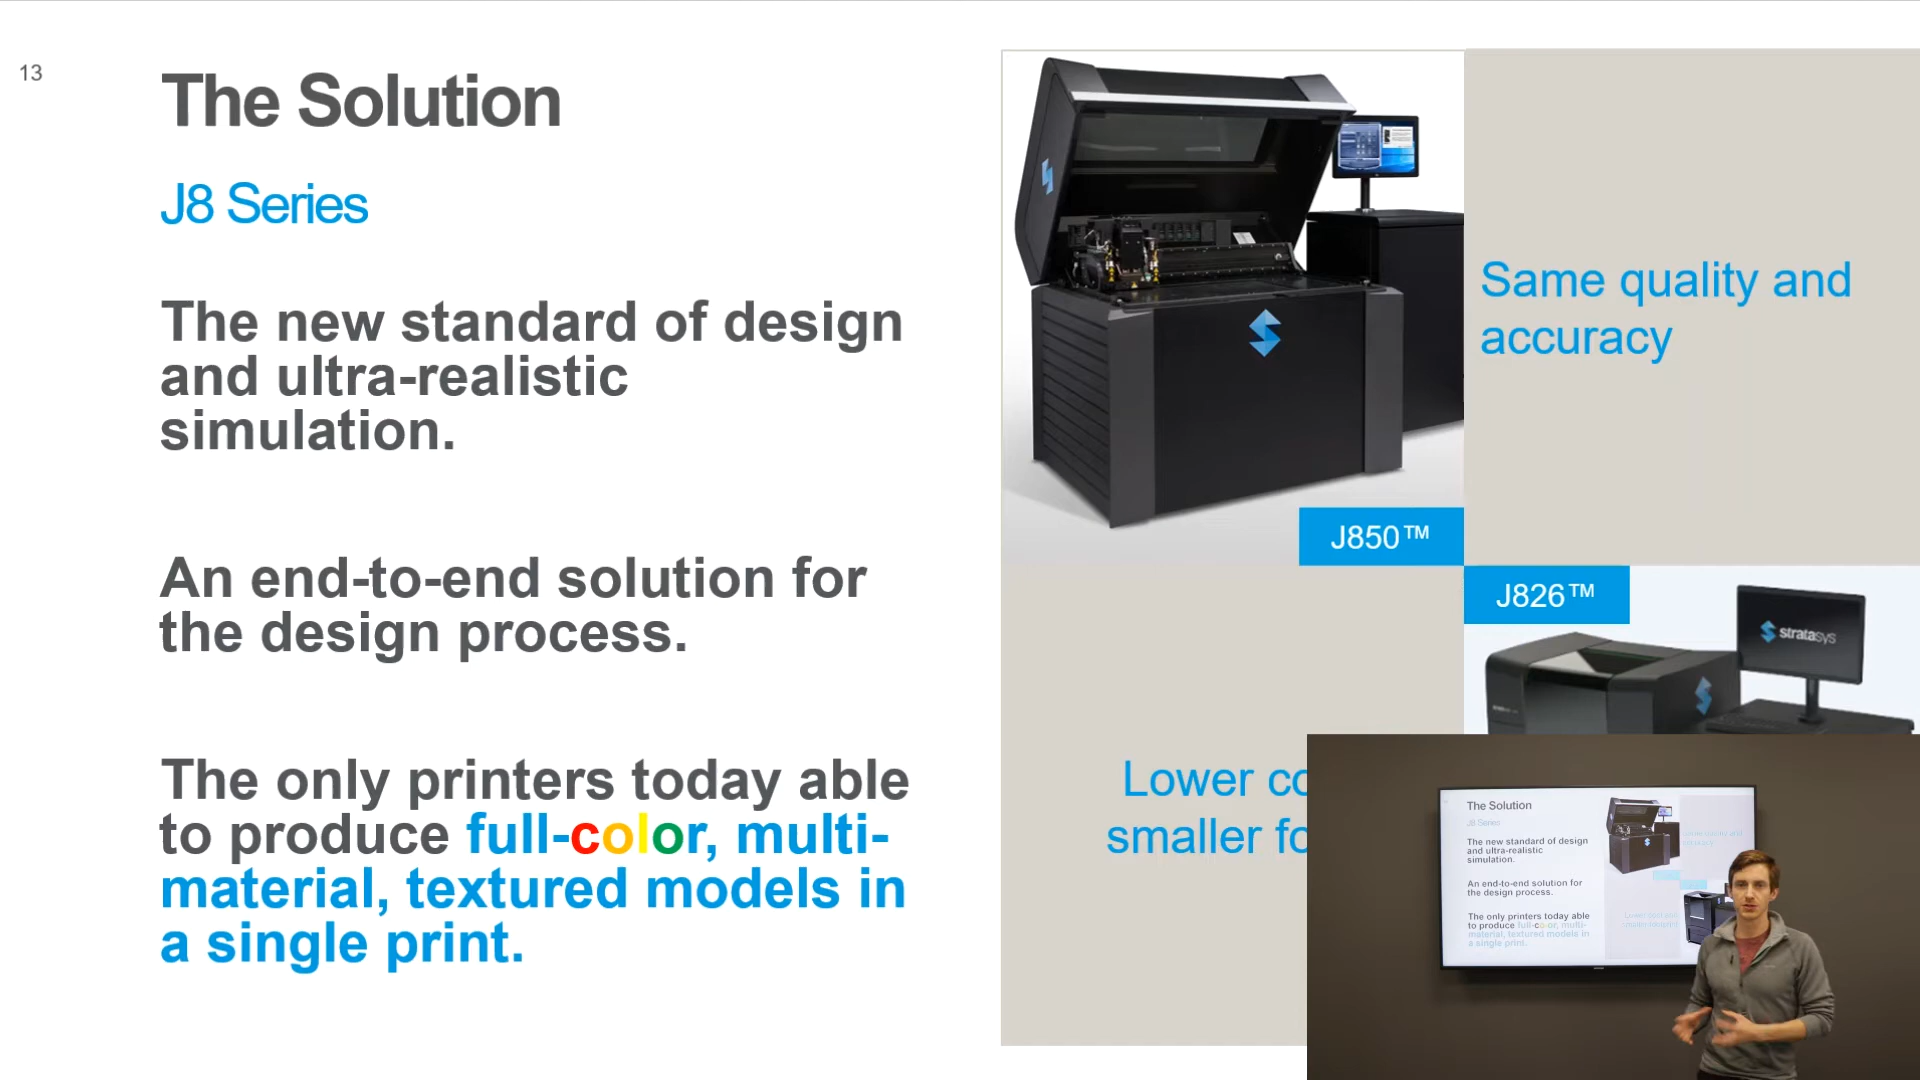 13
The Solution
J8 Series
The new standard of design
and ultra-realistic
simulation.
An end-to-end solution for
the design process.
The only printers today able
to produce full-color, multi-
material, textured models in
a single print.
Same quality and
accuracy
J850™
J826™
stratasys
Lower
smaller
The Solution
J8 Series
The new standard of design
and ultra-realistic
simulation.
An end-to-end solution for
the design process.
The only printers today able
to produce full-color, multi-
material, textured models in
a single print.